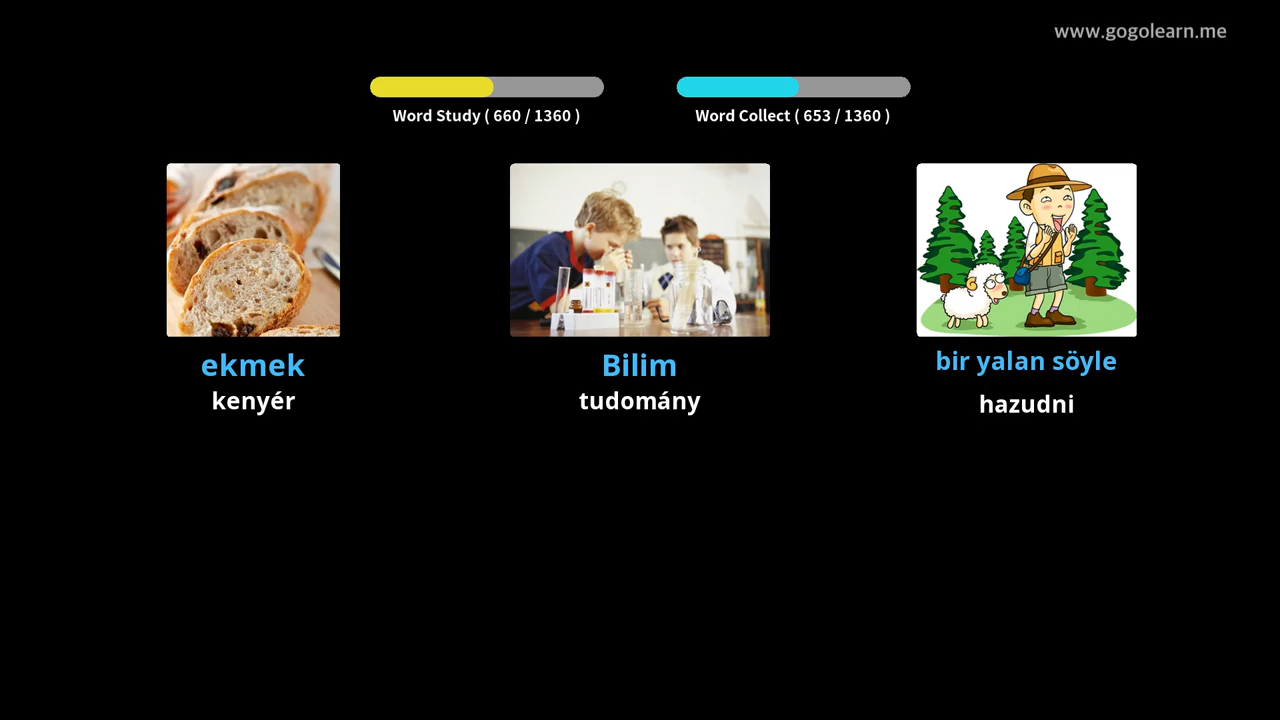 www.gogolearn.me
Word Study ( 660 / 1360 )
Word Collect ( 653 / 1360 )
ekmek
kenyér
Bilim
tudomány
bir yalan söyle
hazudni